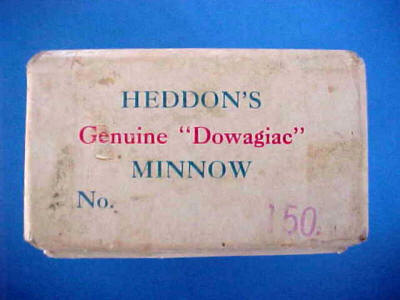 HEDDON'S
Genuine "Dowagiac"
MINNOW
No. 150.